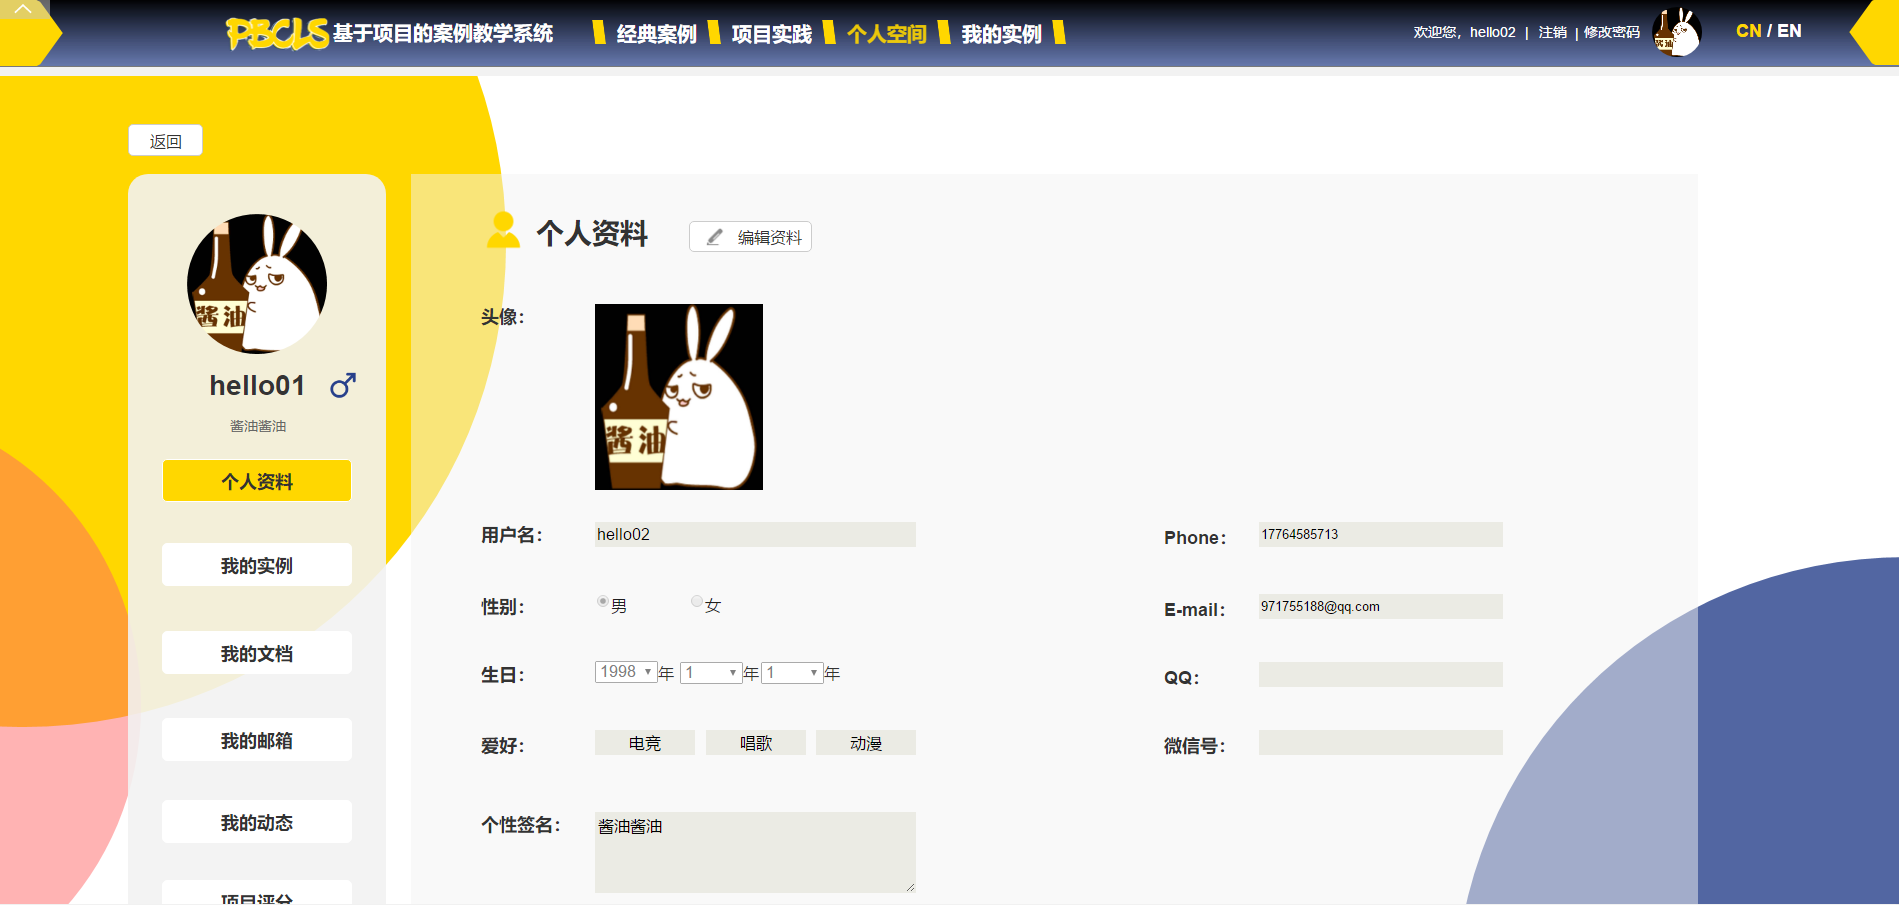 PBCLS 基于项目的案例教学系统 经典案例 项目实践 个人空间 我的实例 欢迎您，hello02 | 注销 | 修改密码 酱油 CN / EN
返回
酱油
hello01
酱油酱油
个人资料
我的实例
我的文档
我的邮箱
我的动态
项目评分
个人资料 编辑资料
头像：
酱油
用户名： hello02 Phone： 17764585713
性别： 男 女 E-mail： 971755188@qq.com
生日： 1998 年 1 年 1 年 QQ：
爱好： 电竞 唱歌 动漫 微信号：
个性签名： 酱油酱油